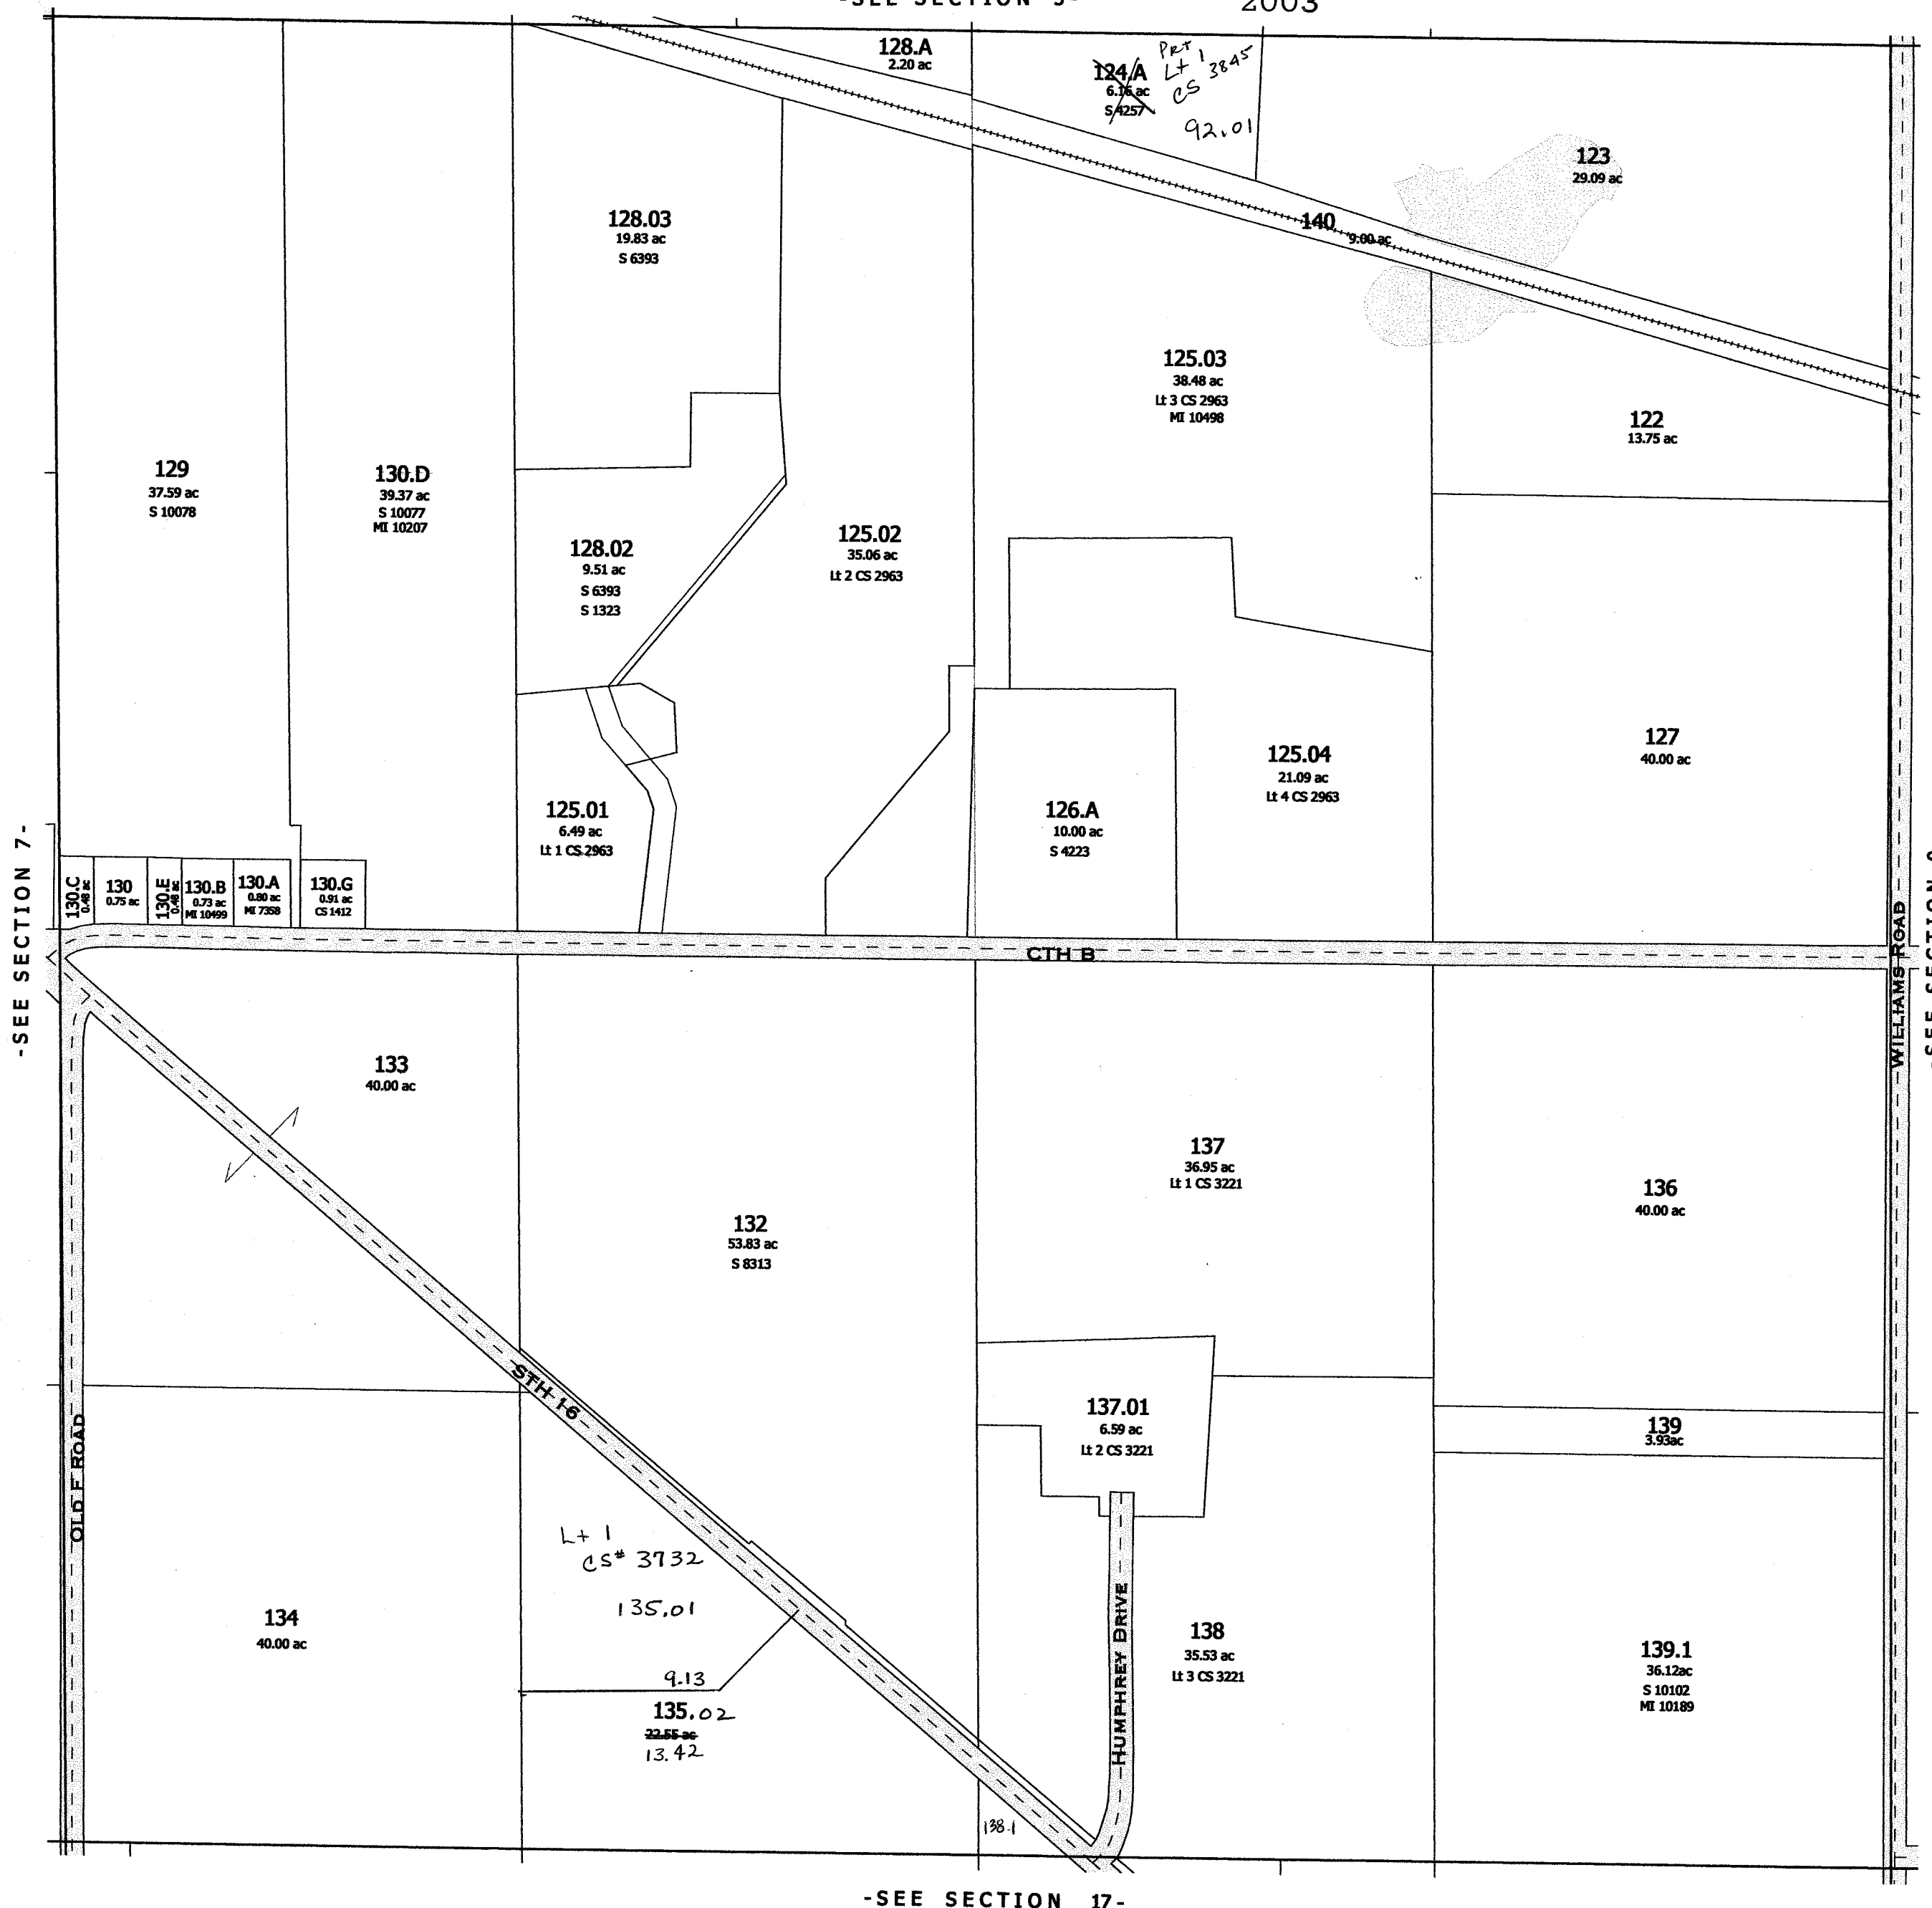 -SEE SECTION 5-
2003
128.A
2.20 ac
124.A
6.16 ac
S 4257
Prt
Lt 1
CS 3845
92.01
123
29.09 ac
128.03
19.83 ac
S 6393
140
9.00 ac
125.03
38.48 ac
Lt 3 CS 2963
MI 10498
122
13.75 ac
129
37.59 ac
S 10078
130.D
39.37 ac
S 10077
MI 10207
128.02
9.51 ac
S 6393
S 1323
125.02
35.06 ac
Lt 2 CS 2963
127
40.00 ac
125.04
21.09 ac
Lt 4 CS 2963
125.01
6.49 ac
Lt 1 CS 2963
126.A
10.00 ac
S 4223
-SEE SECTION 7-
130.C
0.48 ac
130
0.75 ac
130.E
0.48 ac
130.B
0.73 ac
MI 10499
130.A
0.80 ac
MI 7358
130.G
0.91 ac
CS 1412
CTH B
WILLIAMS ROAD
-SEE SECTION
133
40.00 ac
137
36.95 ac
Lt 1 CS 3221
136
40.00 ac
132
53.83 ac
S 8313
STH 16
137.01
6.59 ac
Lt 2 CS 3221
139
3.93ac
OLD F ROAD
Lt 1
CS# 3732
135.01
9.13
134
40.00 ac
135.02
22.55 ac
13.42
HUMPHREY DRIVE
138
35.53 ac
Lt 3 CS 3221
139.1
36.12ac
S 10102
MI 10189
138.1
-SEE SECTION 17-